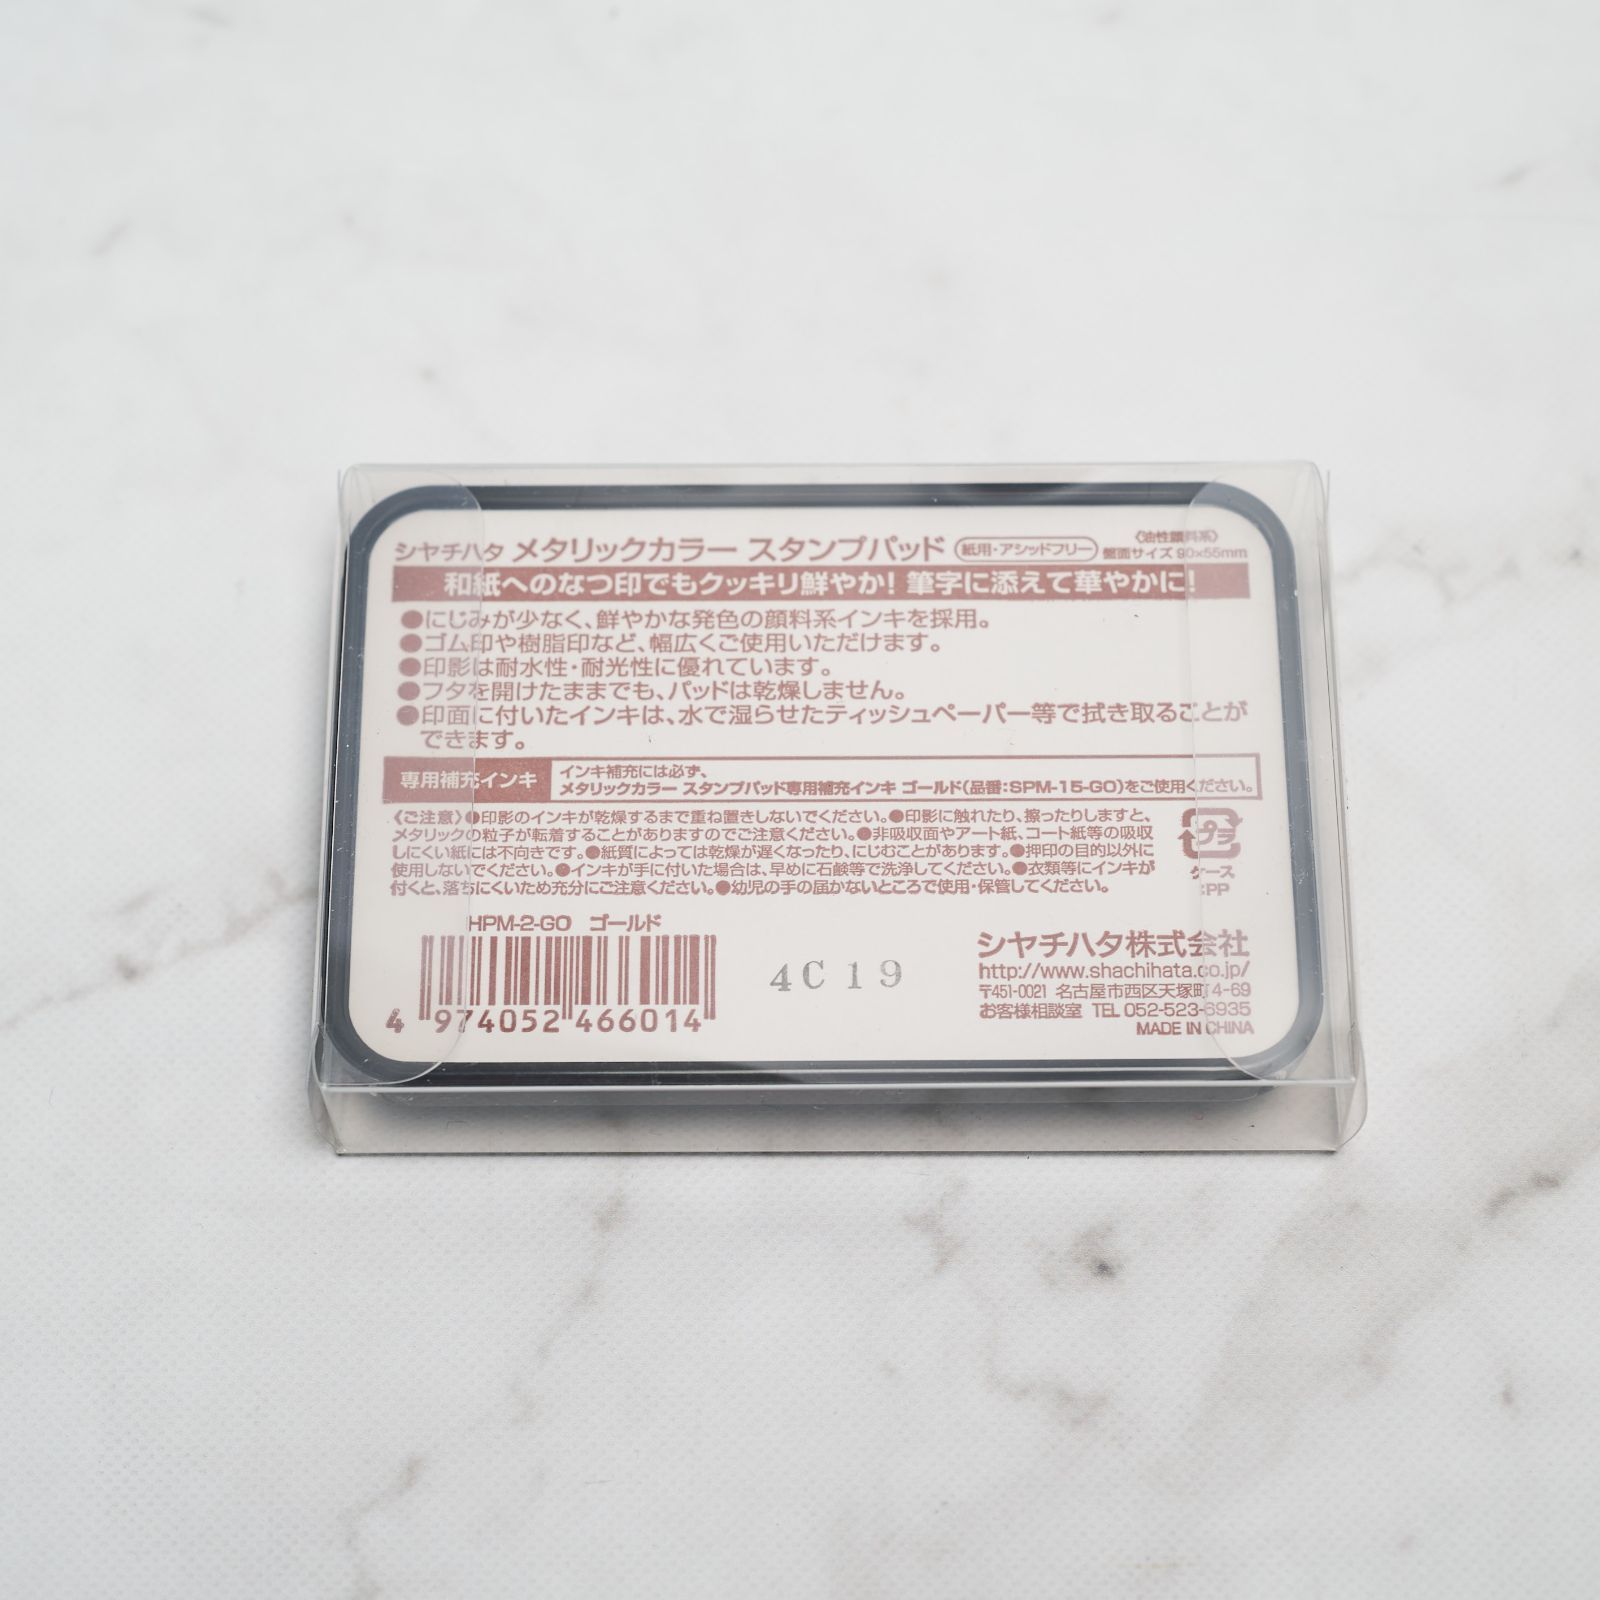 シヤチハタ メタリックカラー スタンプパッド 紙用・アシッドフリー 《油性顔料系》 盤面サイズ 90×55mm
和紙へのなつ印でもクッキリ鮮やか！筆字に添えて華やかに！
●にじみが少なく、鮮やかな発色の顔料系インキを採用。
●ゴム印や樹脂印など、幅広くご使用いただけます。
●印影は耐水性・耐光性に優れています。
●フタを開けたままでも、パッドは乾燥しません。
●印面に付いたインキは、水で湿らせたティッシュペーパー等で拭き取ることが
できます。
専用補充インキ
インキ補充には必ず、
メタリックカラー スタンプパッド専用補充インキ ゴールド(品番:SPM-15-GO)をご使用ください。
〈ご注意〉●印影のインキが乾燥するまで重ね置きしないでください。●印影に触れたり、擦ったりしますと、
メタリックの粒子が転着することがありますのでご注意ください。●非吸収面やアート紙、コート紙等の吸収
しにくい紙には不向きです。●紙質によっては乾燥が遅くなったり、にじむことがあります。●押印の目的以外に
使用しないでください。●インキが手に付いた場合は、早めに石鹸等で洗浄してください。●衣類等にインキが
付くと、落ちにくいため充分にご注意ください。●幼児の手の届かないところで使用・保管してください。
プラ
ケース
:PP
HPM-2-GO ゴールド
4 974052 466014
4C19
シヤチハタ株式会社
http://www.shachihata.co.jp/
〒451-0021 名古屋市西区天塚町4-69
お客様相談室 TEL 052-523-6935
MADE IN CHINA